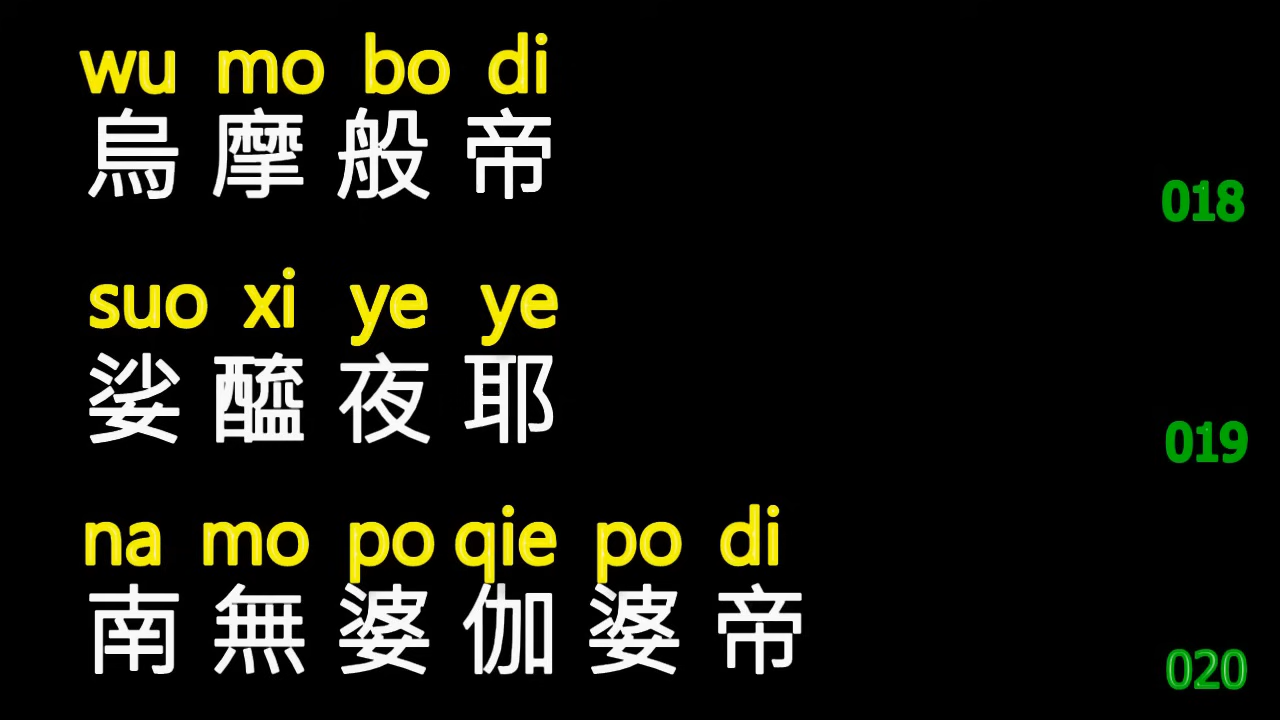 wu mo bo di
烏摩般帝
018
suo xi ye ye
娑醯夜耶
019
na mo po qie po di
南無婆伽婆帝
020